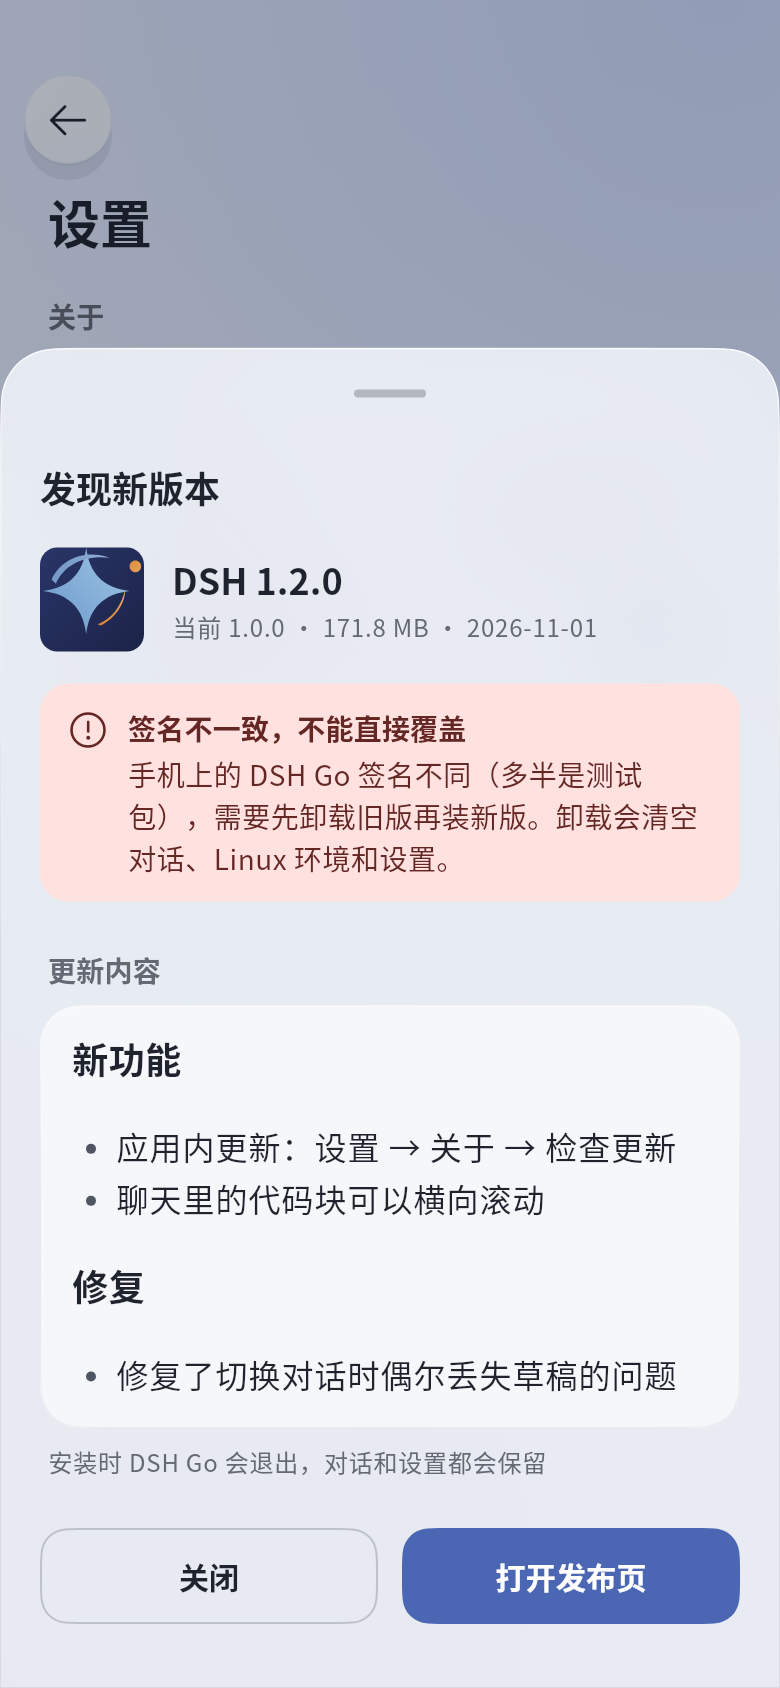 设置
关于
发现新版本
DSH 1.2.0
当前 1.0.0 · 171.8 MB · 2026-11-01
签名不一致，不能直接覆盖
手机上的 DSH Go 签名不同（多半是测试
包），需要先卸载旧版再装新版。卸载会清空
对话、Linux 环境和设置。
更新内容
新功能
• 应用内更新：设置 → 关于 → 检查更新
• 聊天里的代码块可以横向滚动
修复
• 修复了切换对话时偶尔丢失草稿的问题
安装时 DSH Go 会退出，对话和设置都会保留
关闭
打开发布页